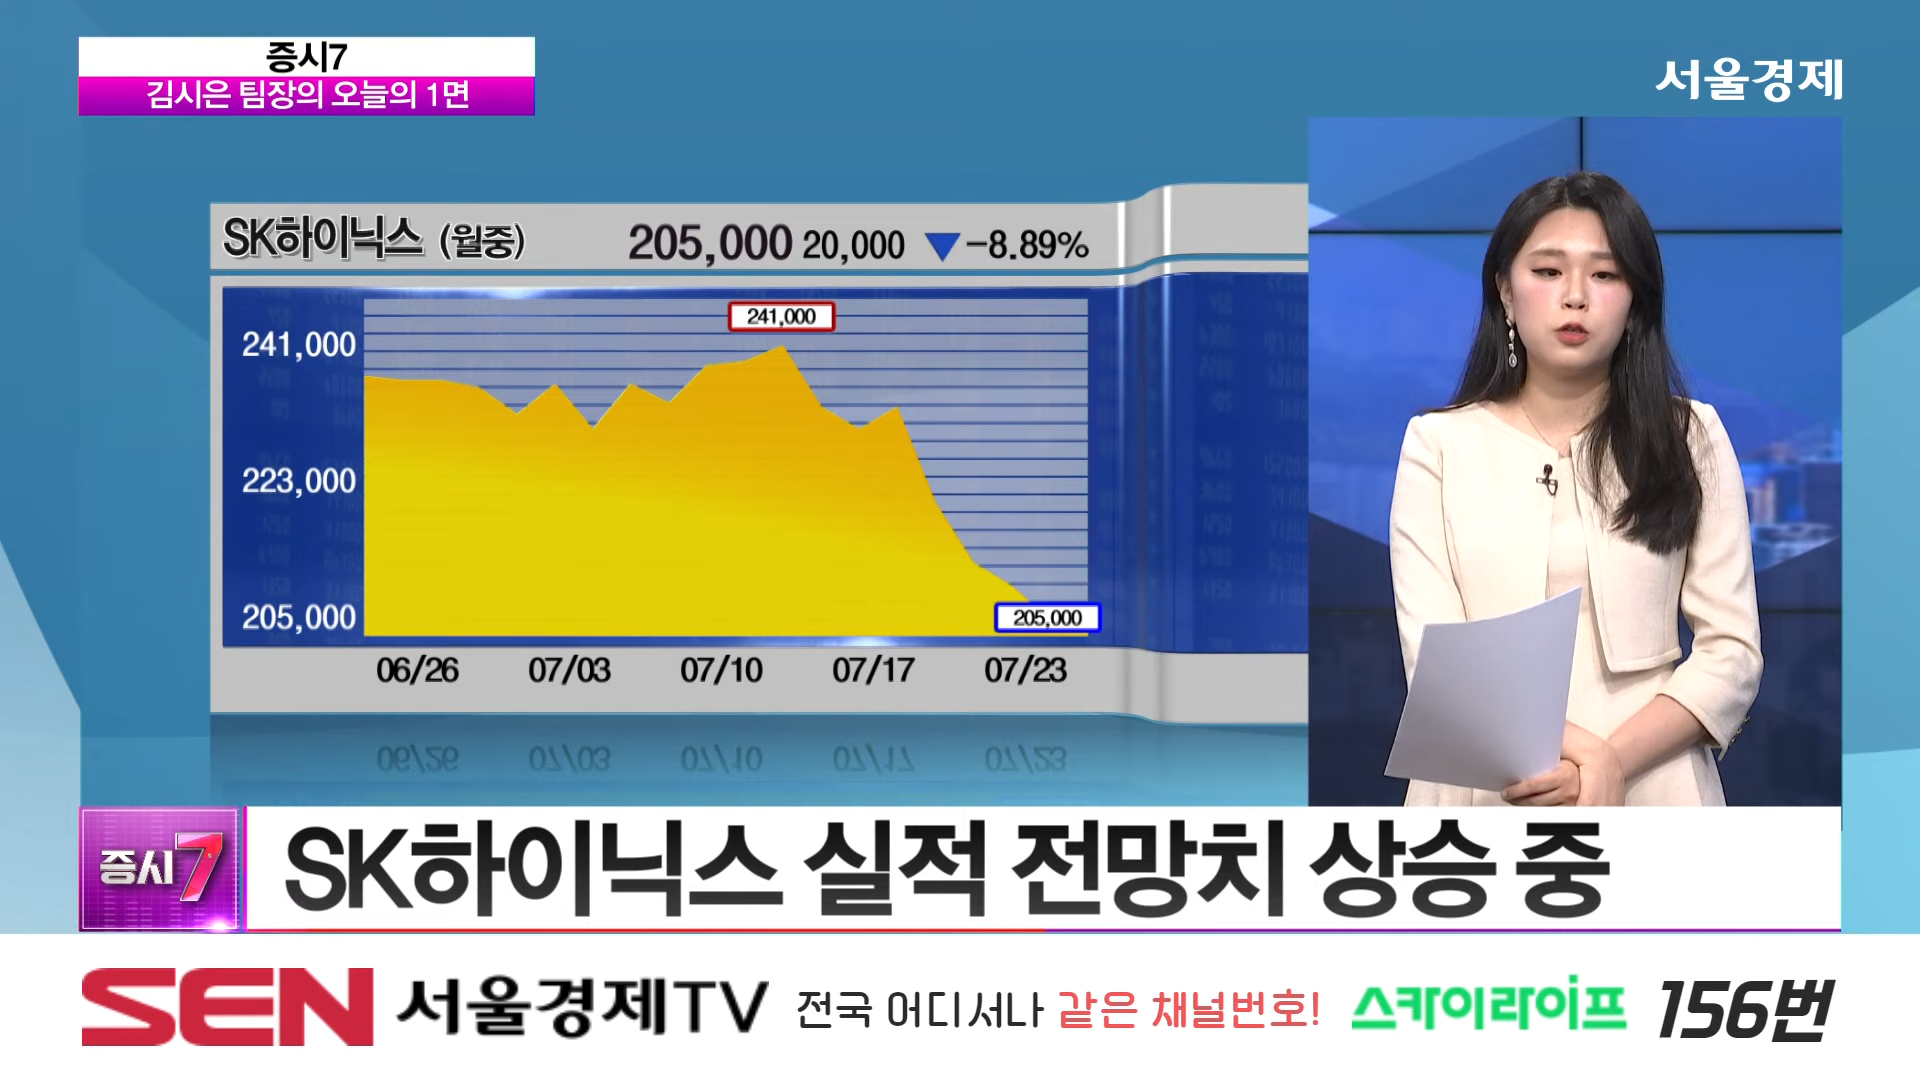 증시7
김시은 팀장의 오늘의 1면
서울경제
SK하이닉스 (월중) 205,000 20,000 ▼-8.89%
241,000
241,000
223,000
205,000
205,000
06/26 07/03 07/10 07/17 07/23
증시7
SK하이닉스 실적 전망치 상승 중
SEN 서울경제TV 전국 어디서나 같은 채널번호! 스카이라이프 156번